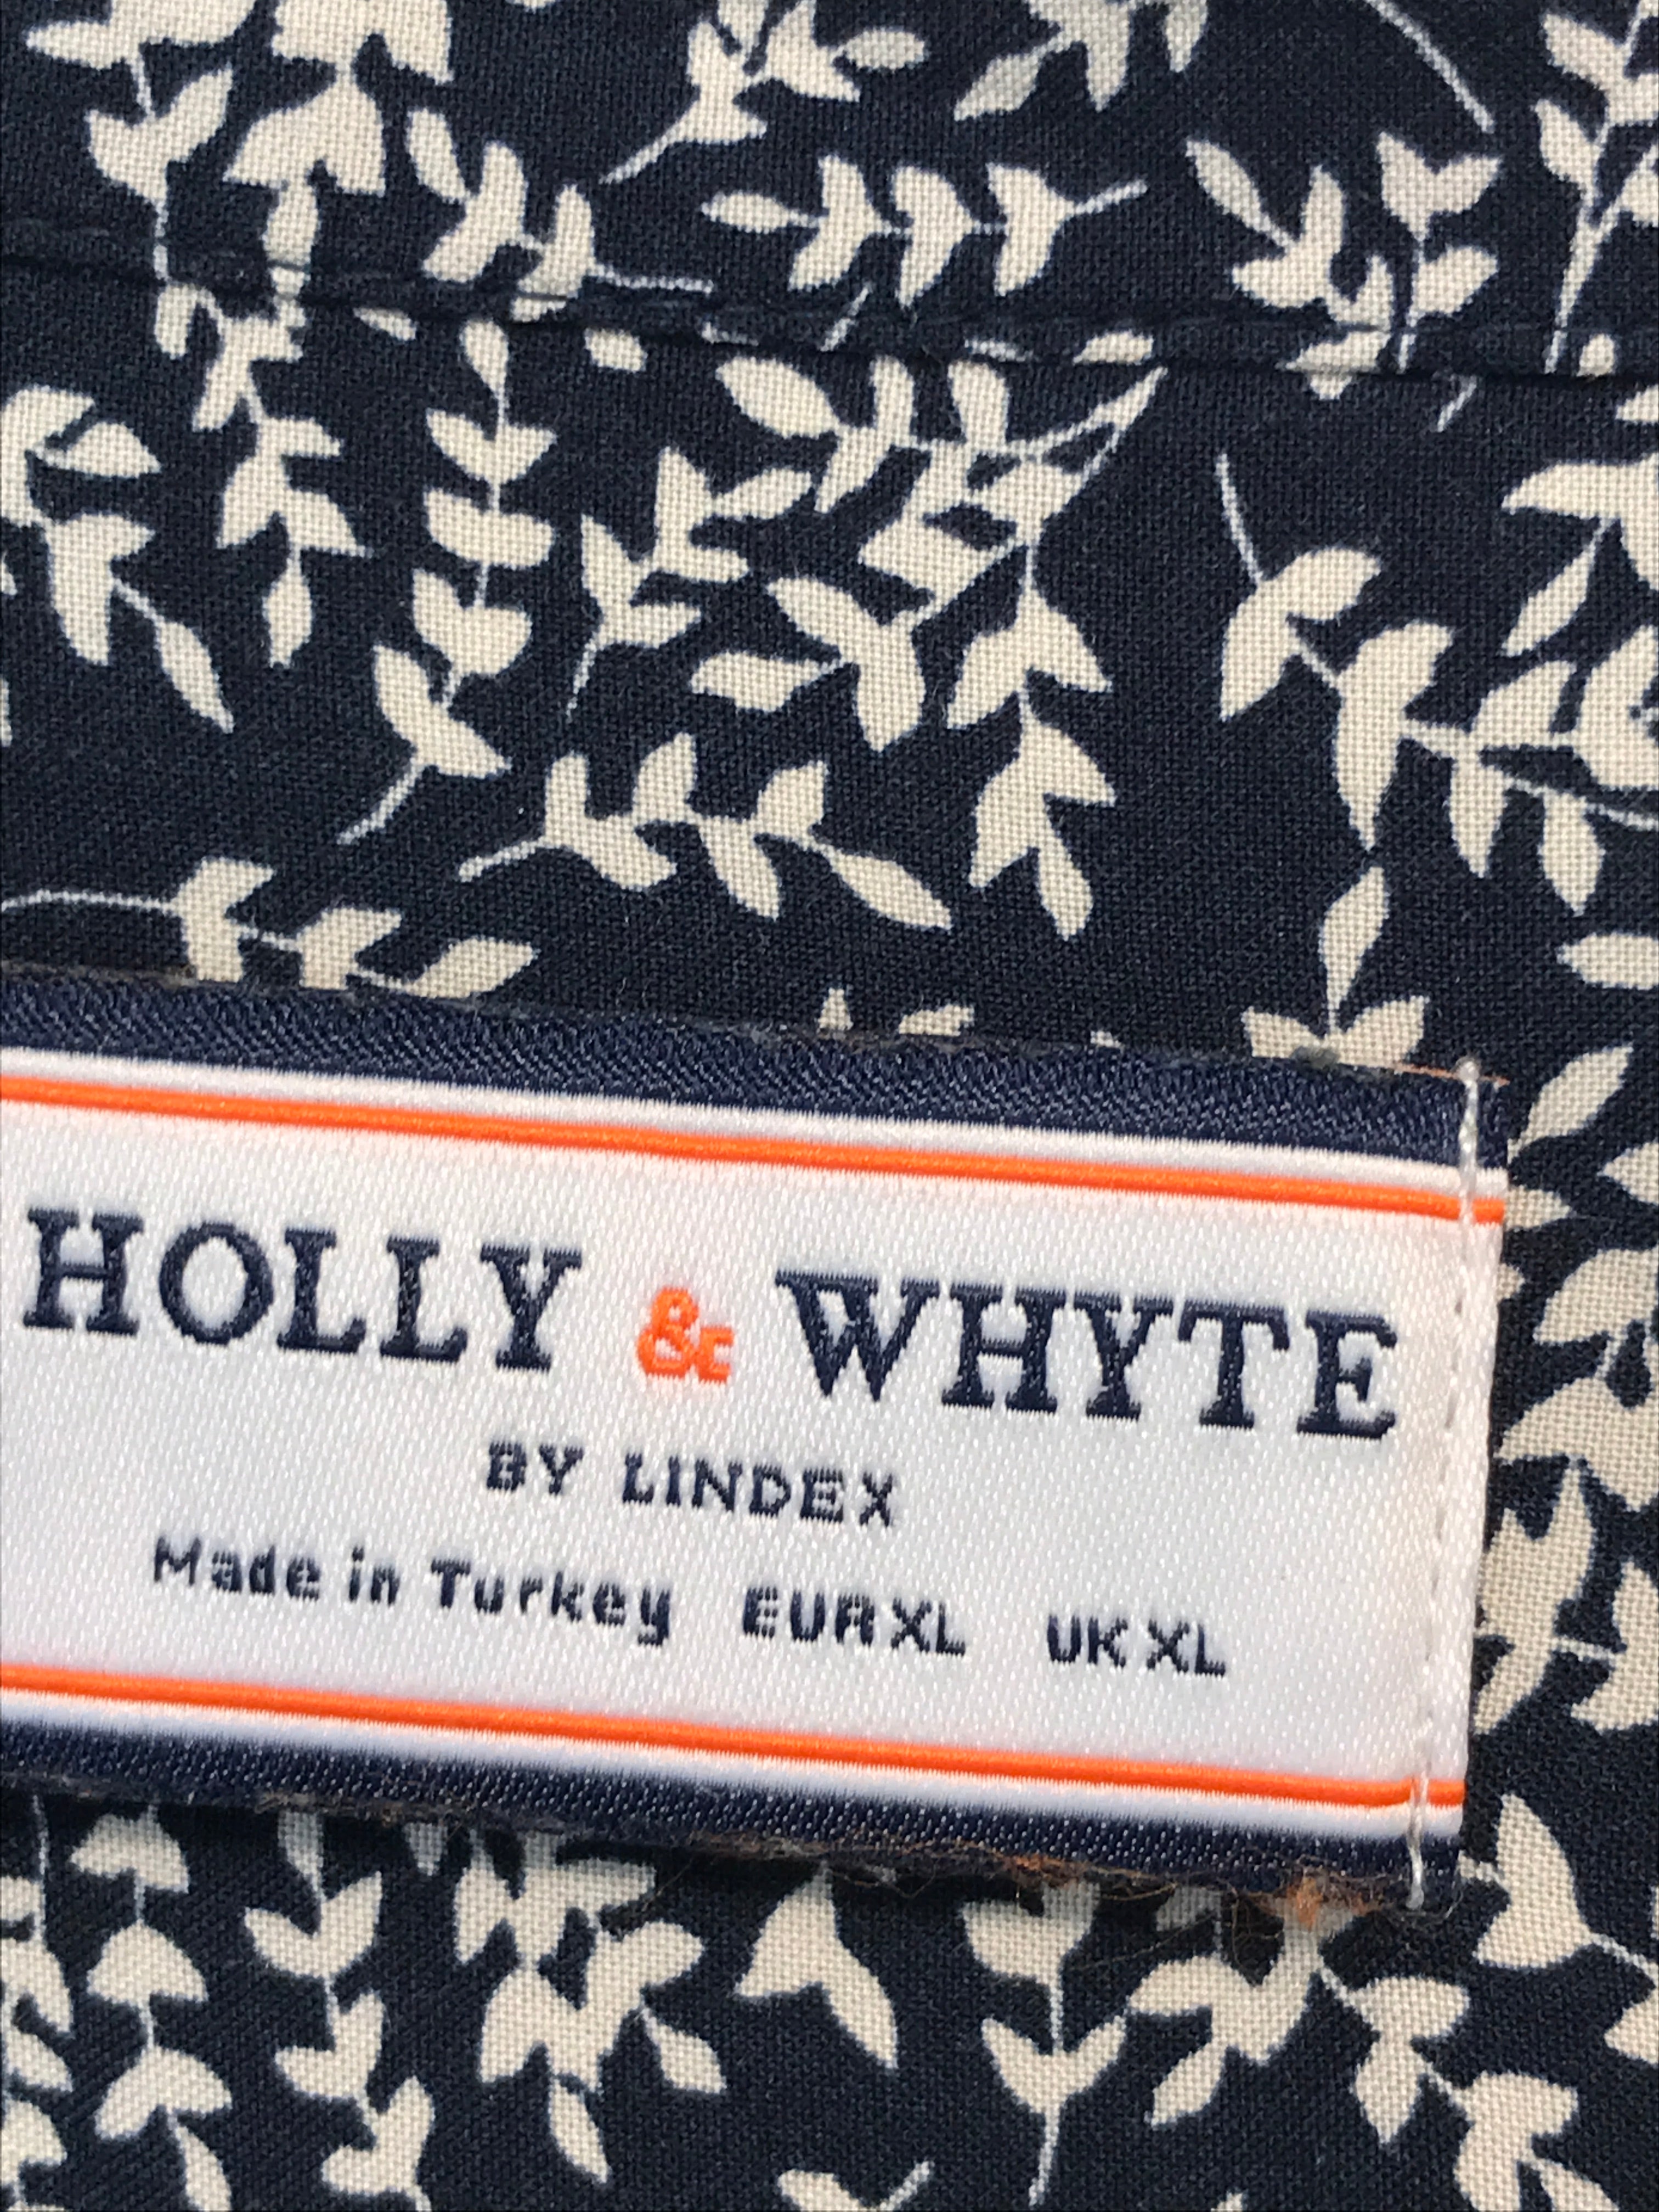 HOLLY & WHYTE
BY LINDEX
Made in Turkey EUR XL UK XL